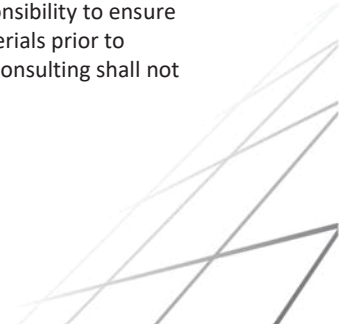 onsibility to ensure
erials prior to
onsulting shall not